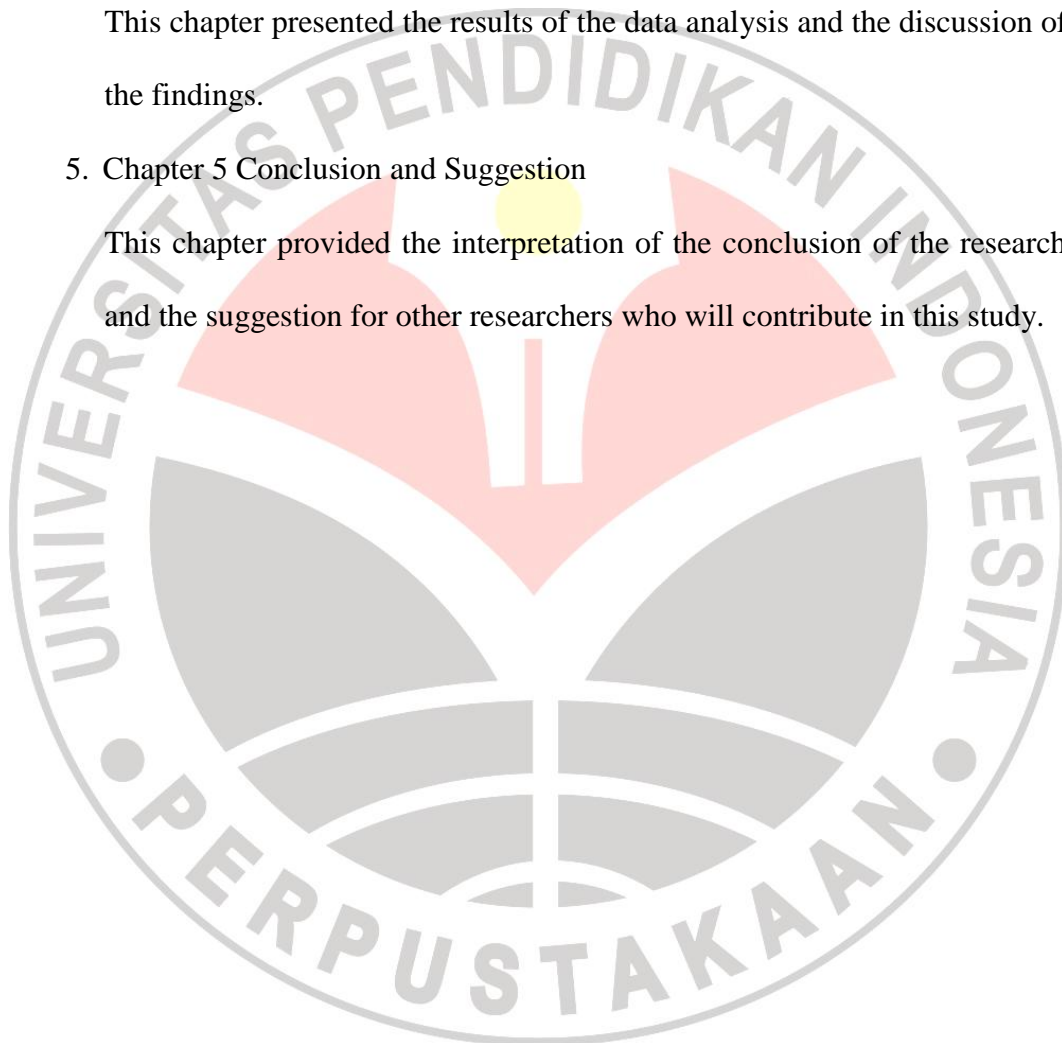 This chapter presented the results of the data analysis and the discussion of
the findings.
5. Chapter 5 Conclusion and Suggestion
This chapter provided the interpretation of the conclusion of the research
and the suggestion for other researchers who will contribute in this study.
UNIVERSITAS PENDIDIKAN INDONESIA
PERPUSTAKAAN